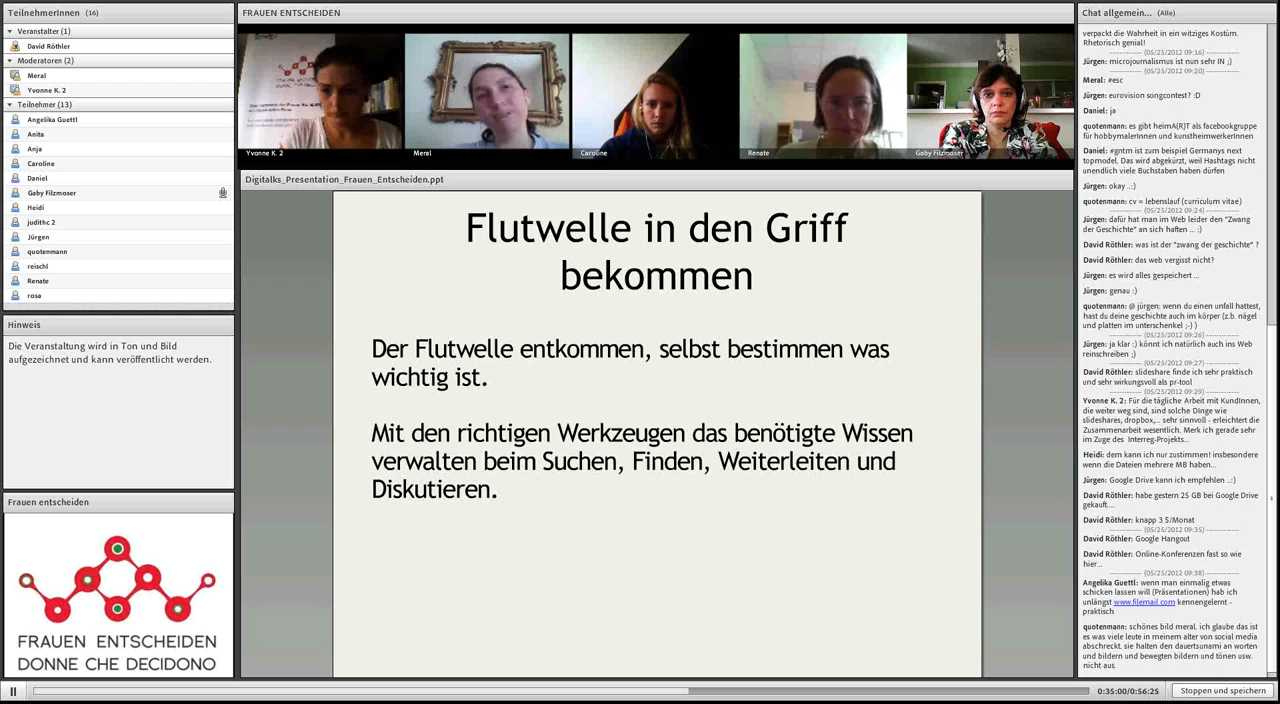 TeilnehmerInnen (16)
Veranstalter (1)
David Röthler
Moderatoren (2)
Meral
Yvonne K. 2
Teilnehmer (13)
Angelika Guettl
Anita
Anja
Caroline
Daniel
Gaby Filzmoser
Heidi
judithc 2
Jürgen
quotenmann
reischl
Renate
rosa
Hinweis
Die Veranstaltung wird in Ton und Bild
aufgezeichnet und kann veröffentlicht werden.
Frauen entscheiden
FRAUEN ENTSCHEIDEN
DONNE CHE DECIDONO
FRAUEN ENTSCHEIDEN
Yvonne K. 2
Meral
Caroline
Renate
Gaby Filzmoser
Digitalks_Presentation_Frauen_Entscheiden.ppt
Flutwelle in den Griff
bekommen
Der Flutwelle entkommen, selbst bestimmen was
wichtig ist.
Mit den richtigen Werkzeugen das benötigte Wissen
verwalten beim Suchen, Finden, Weiterleiten und
Diskutieren.
Chat allgemein... (Alle)
verpackt die Wahrheit in ein witziges Kostüm.
Rhetorisch genial!
------------- (05/25/2012 09:16) -------------
Jürgen: microjournalismus ist nun sehr IN ;)
------------- (05/25/2012 09:20) -------------
Meral: #esc
Jürgen: eurovision songcontest? :D
Daniel: ja
quotenmann: es gibt heimA(R)T als facebookgruppe
für hobbymalerInnen und kunstheimwerkerInnen
Daniel: #gntm ist zum beispiel Germanys next
topmodel. Das wird abgekürzt, weil Hashtags nicht
unendlich viele Buchstaben haben dürfen
Jürgen: okay ..:)
quotenmann: cv = lebenslauf (curriculum vitae)
------------- (05/25/2012 09:24) -------------
Jürgen: dafür hat man im Web leider den "Zwang
der Geschichte" an sich haften ... :)
David Röthler: was ist der "zwang der geschichte" ?
David Röthler: das web vergisst nicht?
Jürgen: es wird alles gespeichert ...
Jürgen: genau :)
quotenmann: @ jürgen: wenn du einen unfall hattest,
hast du deine geschichte auch im körper (z.b. nägel
und platten im unterschenkel ;-) )
------------- (05/25/2012 09:26) -------------
Jürgen: ja klar :) könnt ich natürlich auch ins Web
reinschreiben ;)
------------- (05/25/2012 09:27) -------------
David Röthler: slideshare finde ich sehr praktisch
und sehr wirkungsvoll als pr-tool
------------- (05/25/2012 09:29) -------------
Yvonne K. 2: Für die tägliche Arbeit mit KundInnen,
die weiter weg sind, sind solche DInge wie
slideshares, dropbox,... sehr sinnvoll - erleichtert die
Zusammenarbeit wesentlich. Merk ich gerade sehr
im Zuge des Interreg-Projekts...
Heidi: dem kann ich nur zustimmen! insbesondere
wenn die Dateien mehrere MB haben...
Jürgen: Google Drive kann ich empfehlen ..:)
David Röthler: habe gestern 25 GB bei Google Drive
gekauft....
David Röthler: knapp 3 $/Monat
------------- (05/25/2012 09:35) -------------
David Röthler: Google Hangout
David Röthler: Online-Konferenzen fast so wie
hier...
------------- (05/25/2012 09:38) -------------
Angelika Guettl: wenn man einmalig etwas
schicken lassen will (Präsentationen) hab ich
unlängst www.filemail.com kennengelernt -
praktisch
quotenmann: schönes bild meral. ich glaube das ist
es was viele leute in meinem alter von social media
abschreckt. sie halten den dauertsunami an worten
und bildern und bewegten bildern und tönen usw.
nicht aus.
0:35:00/0:56:25
Stoppen und speichern